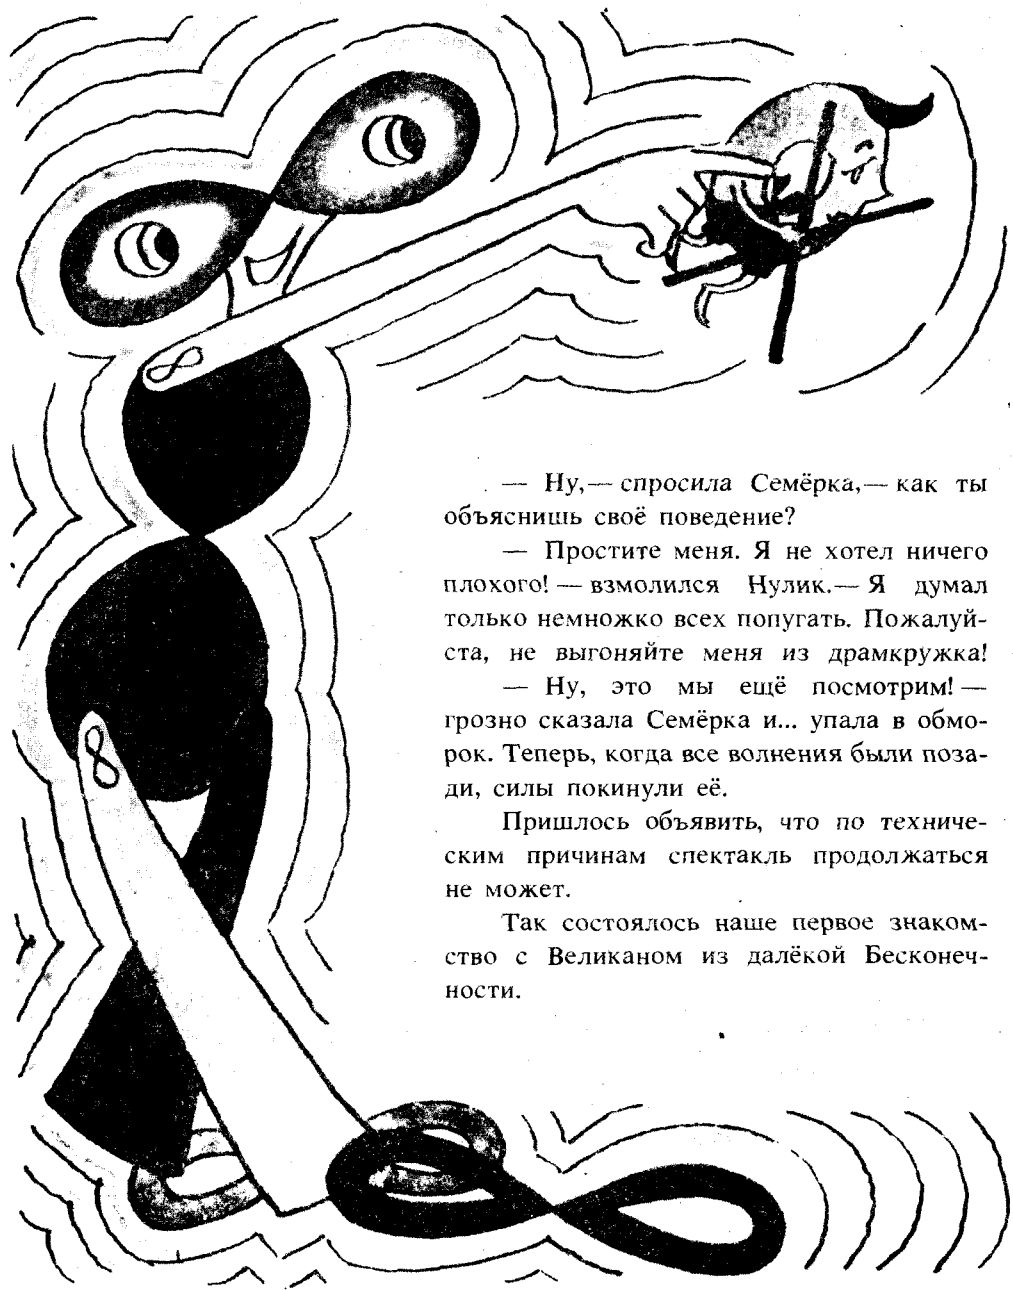 — Ну,— спросила Семёрка,— как ты
объяснишь своё поведение?
— Простите меня. Я не хотел ничего
плохого! — взмолился Нулик.— Я думал
только немножко всех попугать. Пожалуй-
ста, не выгоняйте меня из драмкружка!
— Ну, это мы ещё посмотрим! —
грозно сказала Семёрка и... упала в обмо-
рок. Теперь, когда все волнения были поза-
ди, силы покинули её.
Пришлось объявить, что по техниче-
ским причинам спектакль продолжаться
не может.
Так состоялось наше первое знаком-
ство с Великаном из далёкой Бесконеч-
ности.